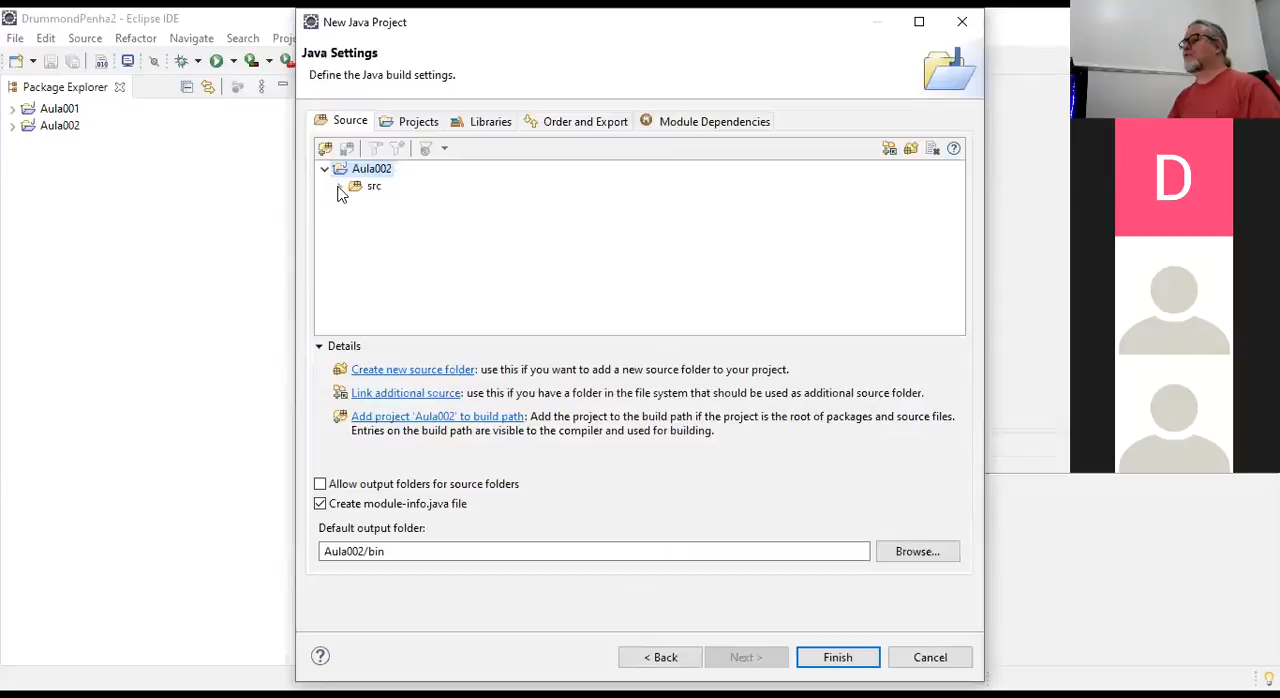 DrummondPenha2 - Eclipse IDE
File Edit Source Refactor Navigate Search
Package Explorer
Aula001
Aula002
New Java Project
Java Settings
Define the Java build settings.
Source Projects Libraries Order and Export Module Dependencies
Aula002
src
Details
Create new source folder: use this if you want to add a new source folder to your project.
Link additional source: use this if you have a folder in the file system that should be used as additional source folder.
Add project 'Aula002' to build path: Add the project to the build path if the project is the root of packages and source files.
Entries on the build path are visible to the compiler and used for building.
Allow output folders for source folders
Create module-info.java file
Default output folder:
Aula002/bin Browse...
< Back Next > Finish Cancel
D